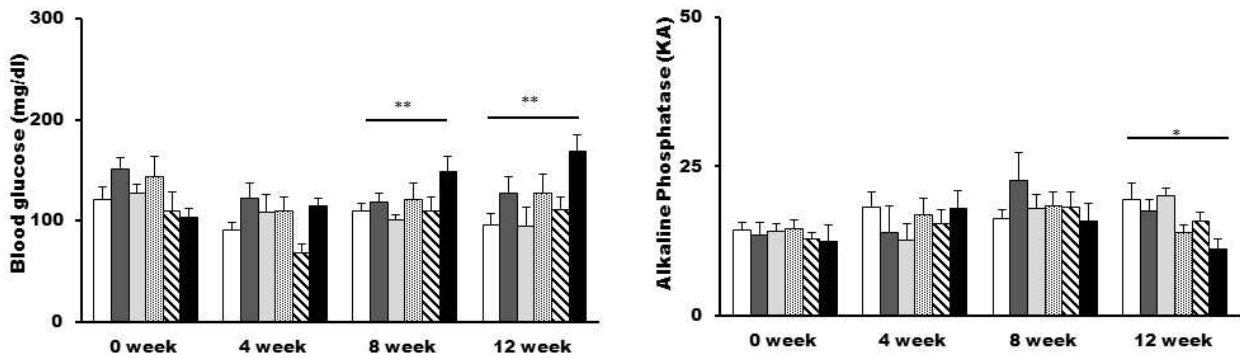 Blood glucose (mg/dl)
300
200
100
0
**
**
0 week
4 week
8 week
12 week
Alkaline Phosphatase (KA)
50
25
0
*
0 week
4 week
8 week
12 week